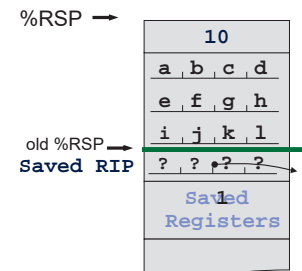 %RSP
10
a b c d
e f g h
i j k l
old %RSP
Saved RIP ? ? ? ?
1
Saved
Registers